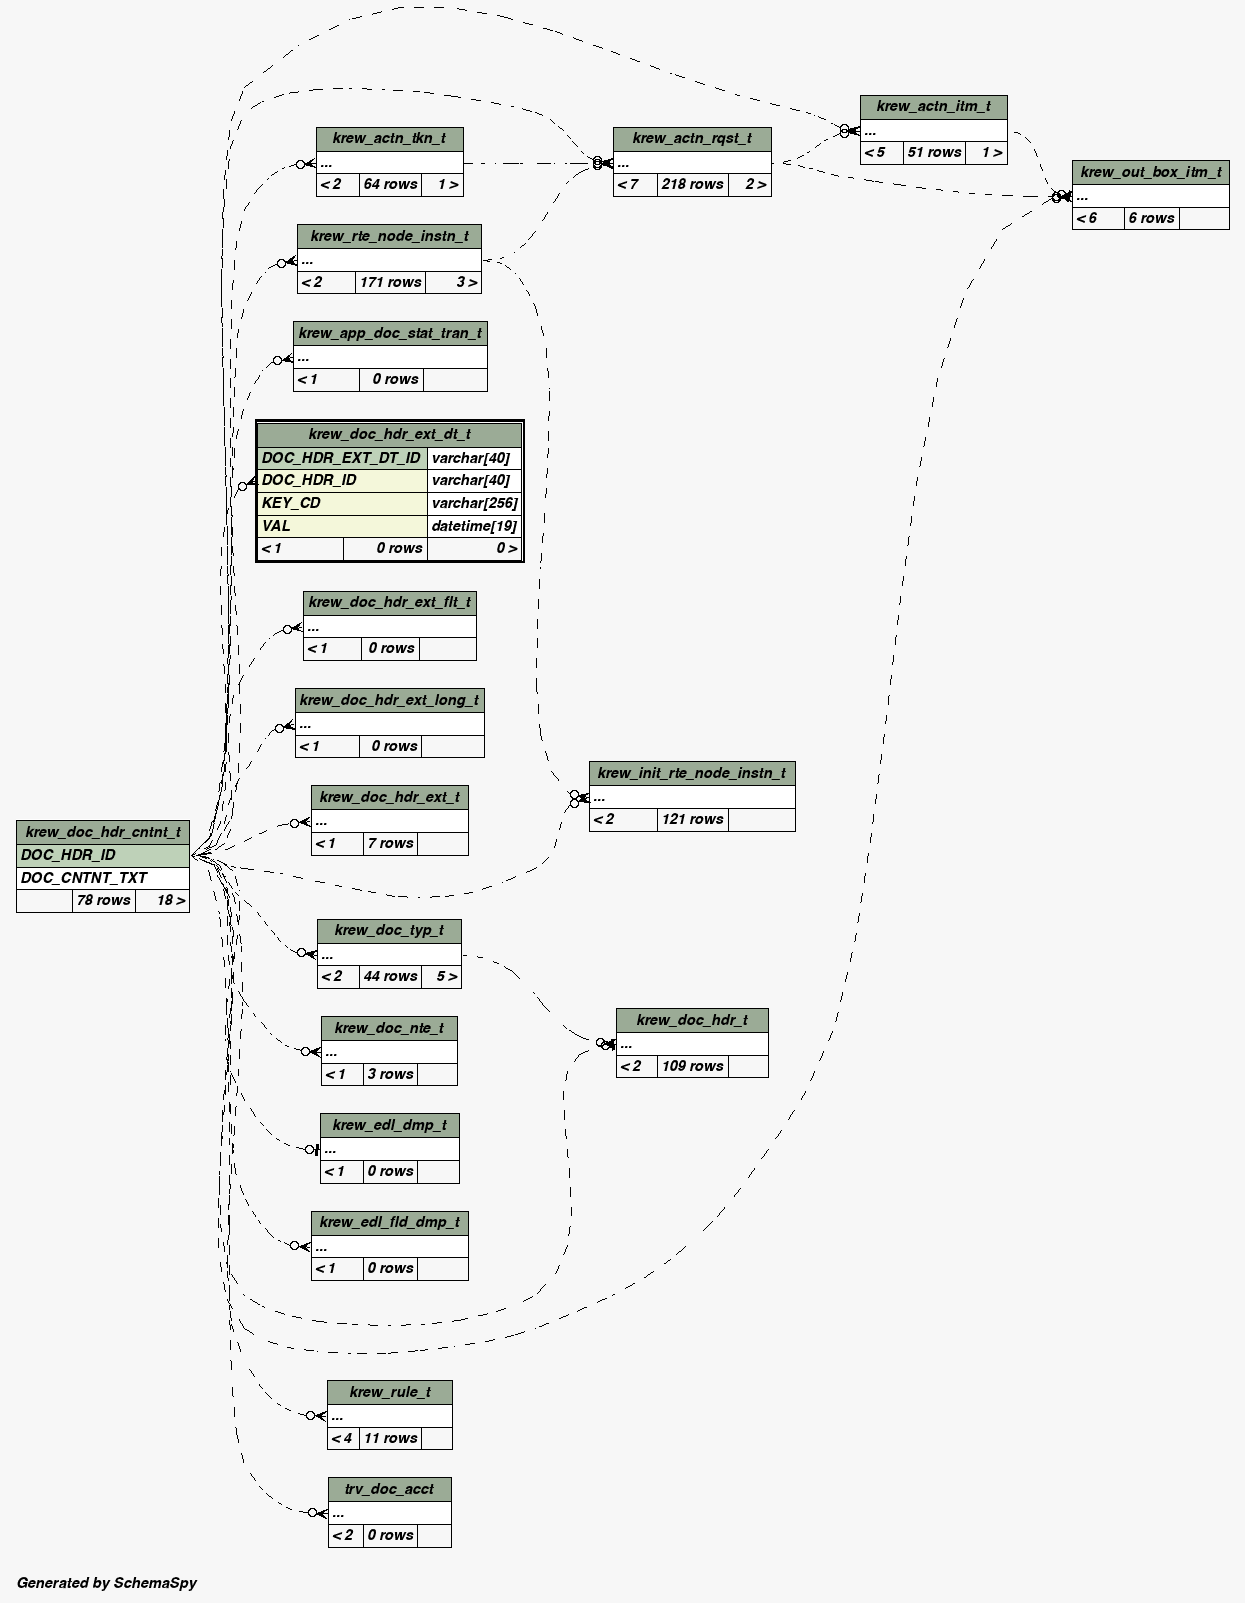 krew_actn_itm_t
...
< 5 51 rows 1 >
krew_actn_tkn_t
...
< 2 64 rows 1 >
krew_actn_rqst_t
...
< 7 218 rows 2 >
krew_out_box_itm_t
...
< 6 6 rows
krew_rte_node_instn_t
...
< 2 171 rows 3 >
krew_app_doc_stat_tran_t
...
< 1 0 rows
krew_doc_hdr_ext_dt_t
DOC_HDR_EXT_DT_ID varchar[40]
DOC_HDR_ID varchar[40]
KEY_CD varchar[256]
VAL datetime[19]
< 1 0 rows 0 >
krew_doc_hdr_ext_flt_t
...
< 1 0 rows
krew_doc_hdr_ext_long_t
...
< 1 0 rows
krew_init_rte_node_instn_t
...
< 2 121 rows
krew_doc_hdr_ext_t
...
< 1 7 rows
krew_doc_hdr_cntnt_t
DOC_HDR_ID
DOC_CNTNT_TXT
78 rows 18 >
krew_doc_typ_t
...
< 2 44 rows 5 >
krew_doc_nte_t
...
< 1 3 rows
krew_doc_hdr_t
...
< 2 109 rows
krew_edl_dmp_t
...
< 1 0 rows
krew_edl_fld_dmp_t
...
< 1 0 rows
krew_rule_t
...
< 4 11 rows
trv_doc_acct
...
< 2 0 rows
Generated by SchemaSpy